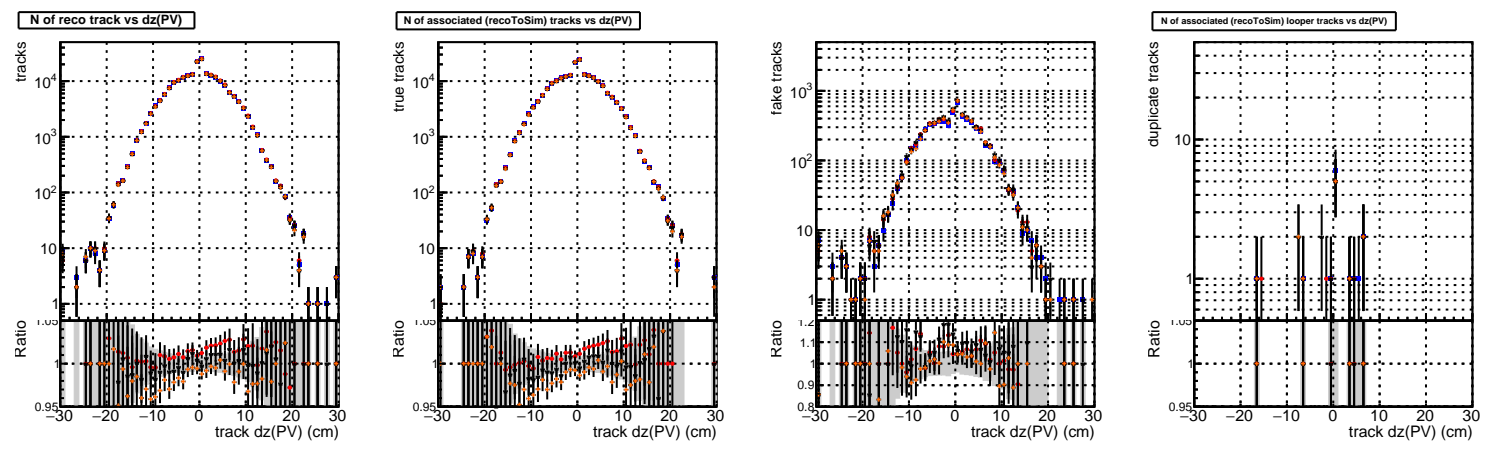 N of reco track vs dz(PV)
tracks
10^4
10^3
10^2
10
1
1.05
Ratio
1
0.95
−30 −20 −10 0 10 20 30
track dz(PV) (cm)
N of associated (recoToSim) tracks vs dz(PV)
true tracks
10^4
10^3
10^2
10
1
1.05
Ratio
1
0.95
−30 −20 −10 0 10 20 30
track dz(PV) (cm)
fake tracks
10^3
10^2
10
1
1.2
Ratio
1.1
1
0.9
0.8
−30 −20 −10 0 10 20 30
track dz(PV) (cm)
N of associated (recoToSim) looper tracks vs dz(PV)
duplicate tracks
10
1
1.05
Ratio
1
0.95
−30 −20 −10 0 10 20 30
track dz(PV) (cm)